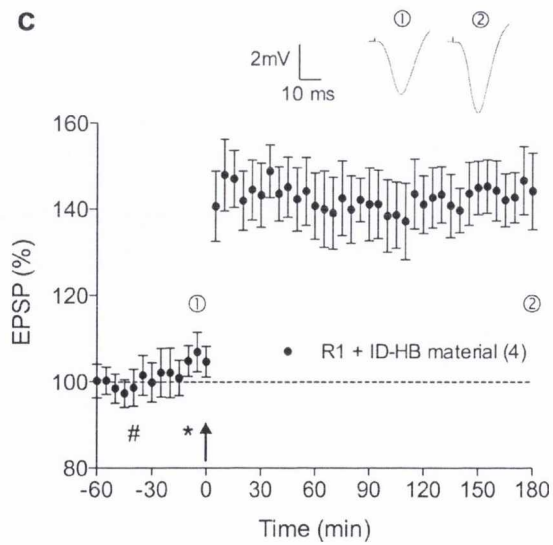 C
① ②
2mV
10 ms
160
140
120
100
80
EPSP (%)
① ②
R1 + ID-HB material (4)
# *
-60 -30 0 30 60 90 120 150 180
Time (min)